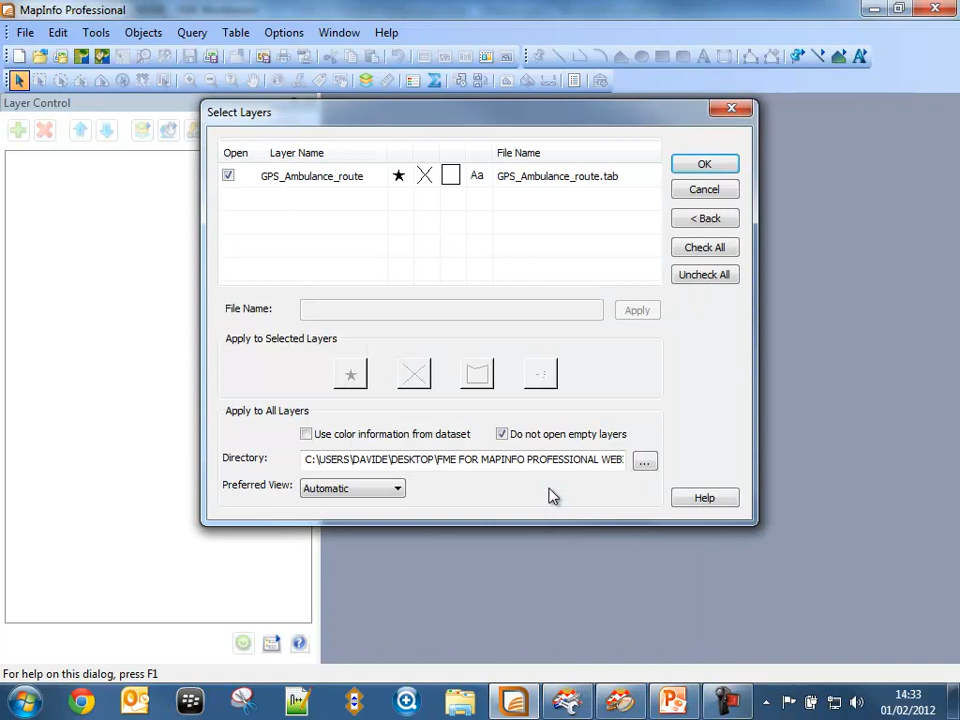 MapInfo Professional
File Edit Tools Objects Query Table Options Window Help
Layer Control
Select Layers
Open Layer Name File Name
GPS_Ambulance_route Aa GPS_Ambulance_route.tab
OK
Cancel
< Back
Check All
Uncheck All
File Name: Apply
Apply to Selected Layers
Apply to All Layers
Use color information from dataset Do not open empty layers
Directory: C:\USERS\DAVIDE\DESKTOP\FME FOR MAPINFO PROFESSIONAL WEB ...
Preferred View: Automatic
Help
For help on this dialog, press F1
14:33
01/02/2012